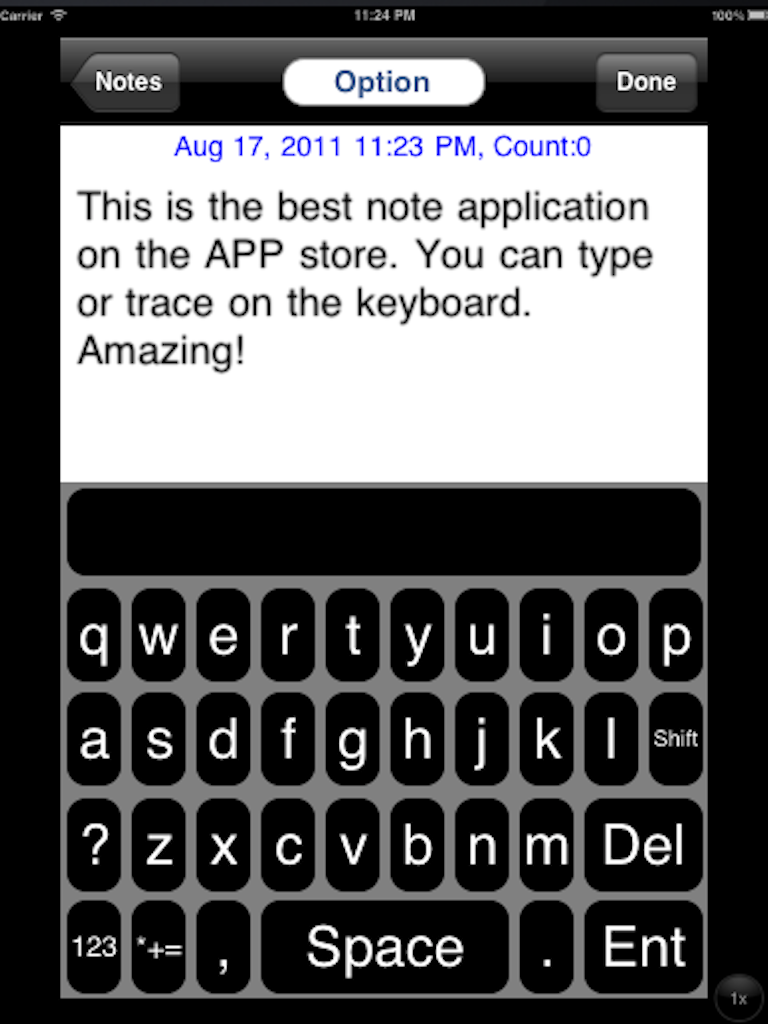 Carrier 11:24 PM 100%
Notes Option Done
Aug 17, 2011 11:23 PM, Count:0
This is the best note application
on the APP store. You can type
or trace on the keyboard.
Amazing!
q w e r t y u i o p
a s d f g h j k l Shift
? z x c v b n m Del
123 *+= , Space . Ent
1x